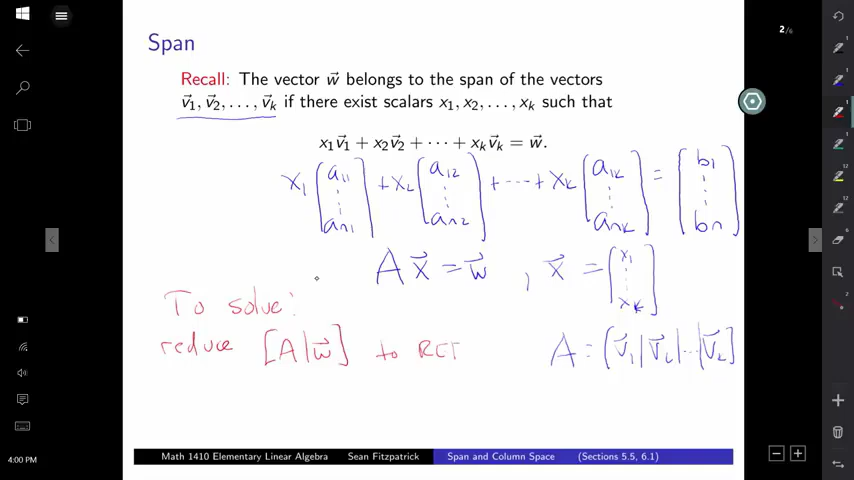 2/6
Span
Recall: The vector w⃗ belongs to the span of the vectors
v⃗1, v⃗2, . . . , v⃗k if there exist scalars x1, x2, . . . , xk such that
x1v⃗1 + x2v⃗2 + ··· + xkv⃗k = w⃗.
x1 [a11 ⋮ an1] + x2 [a12 ⋮ an2] + ··· + xk [a1k ⋮ ank] = [b1 ⋮ bn]
A x⃗ = w⃗ , x⃗ = [x1 ⋮ xk]
To solve:
reduce [A|w⃗] to
A = [v⃗1|v⃗2|···|v⃗k]
Math 1410 Elementary Linear Algebra Sean Fitzpatrick Span and Column Space (Sections 5.5, 6.1)
4:00 PM